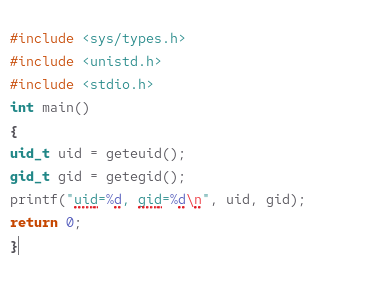 #include <sys/types.h>
#include <unistd.h>
#include <stdio.h>
int main()
{
uid_t uid = geteuid();
gid_t gid = getegid();
printf("uid=%d, gid=%d\n", uid, gid);
return 0;
}